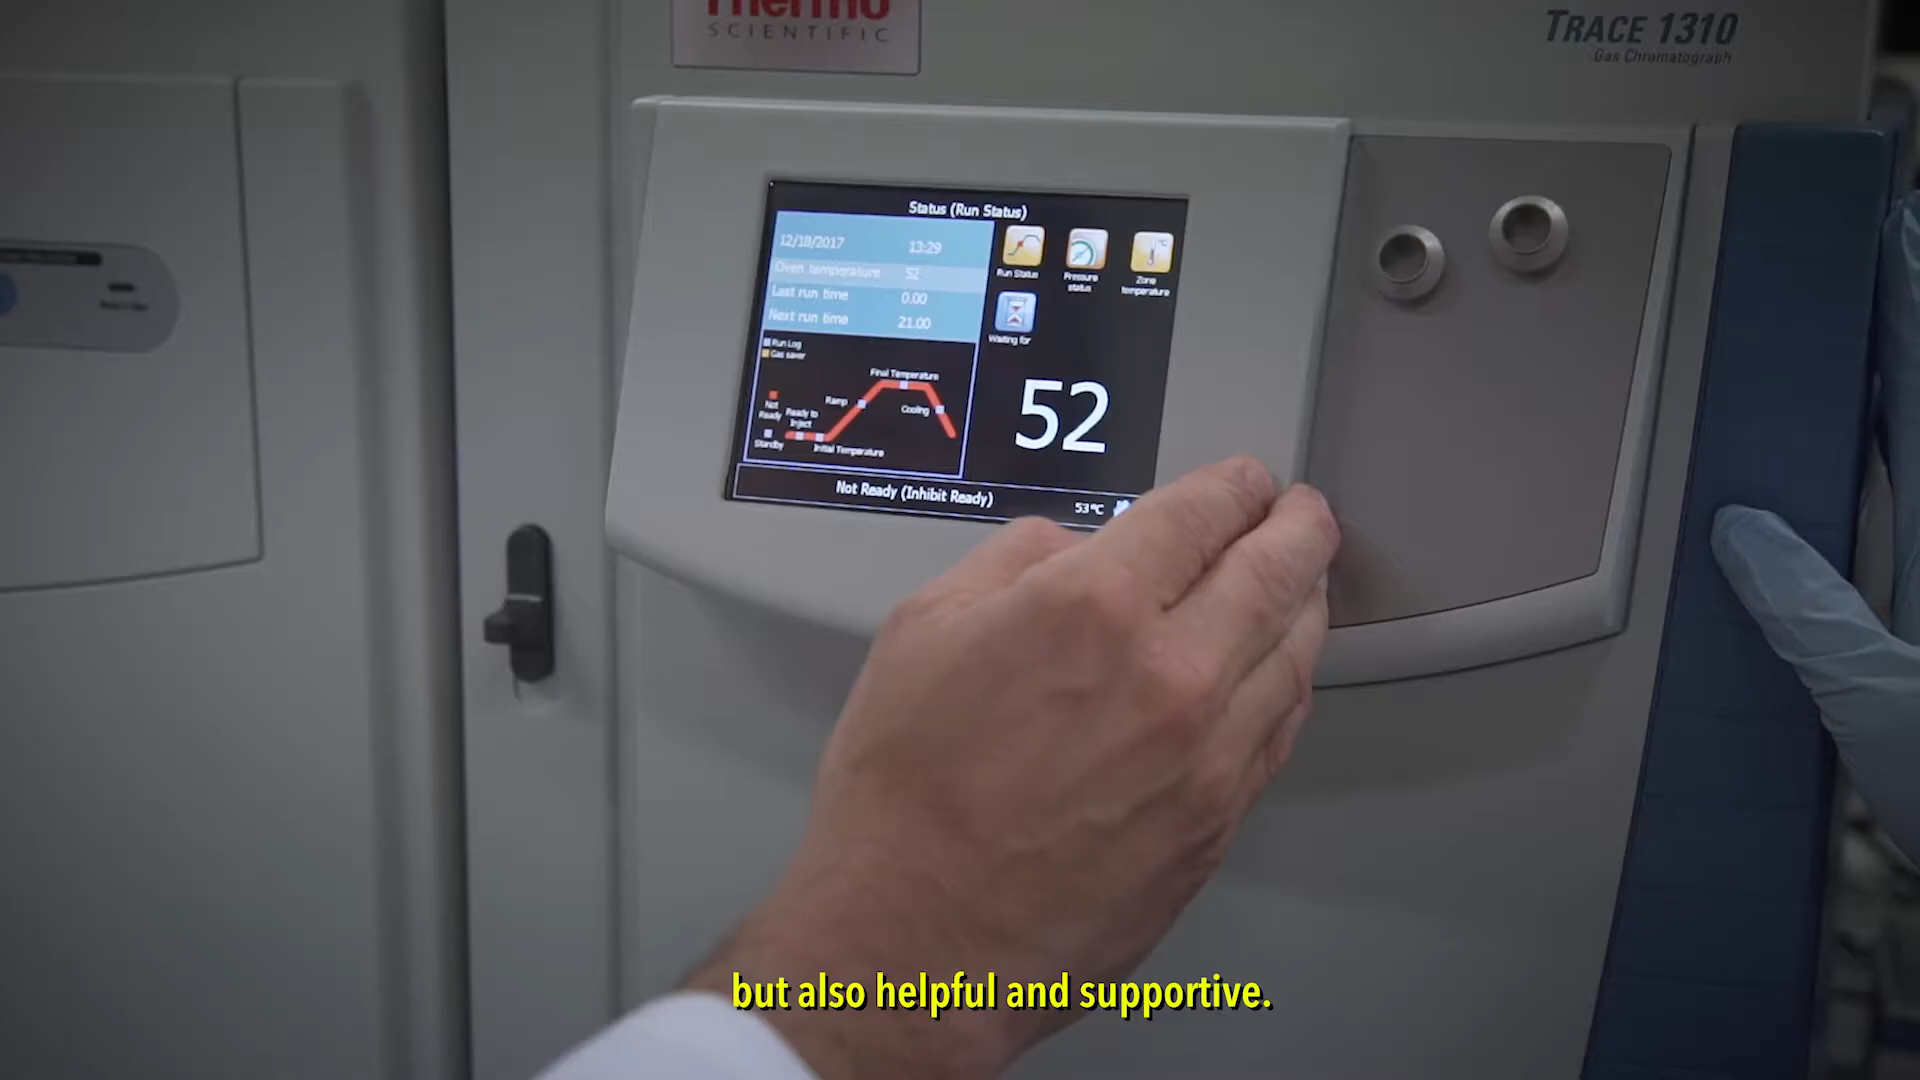 Thermo
SCIENTIFIC
TRACE 1310
Gas Chromatograph
Status (Run Status)
12/18/2017 13:29
Oven temperature 52
Last run time 0.00
Next run time 21.00
Run Status
Pressure
status
Zone
temperature
Waiting for
Run Log
Gas saver
Final Temperature
Ramp
Cooling
Not
Ready
Ready to
Inject
Standby
Initial Temperature
52
Not Ready (Inhibit Ready)
53°C
but also helpful and supportive.